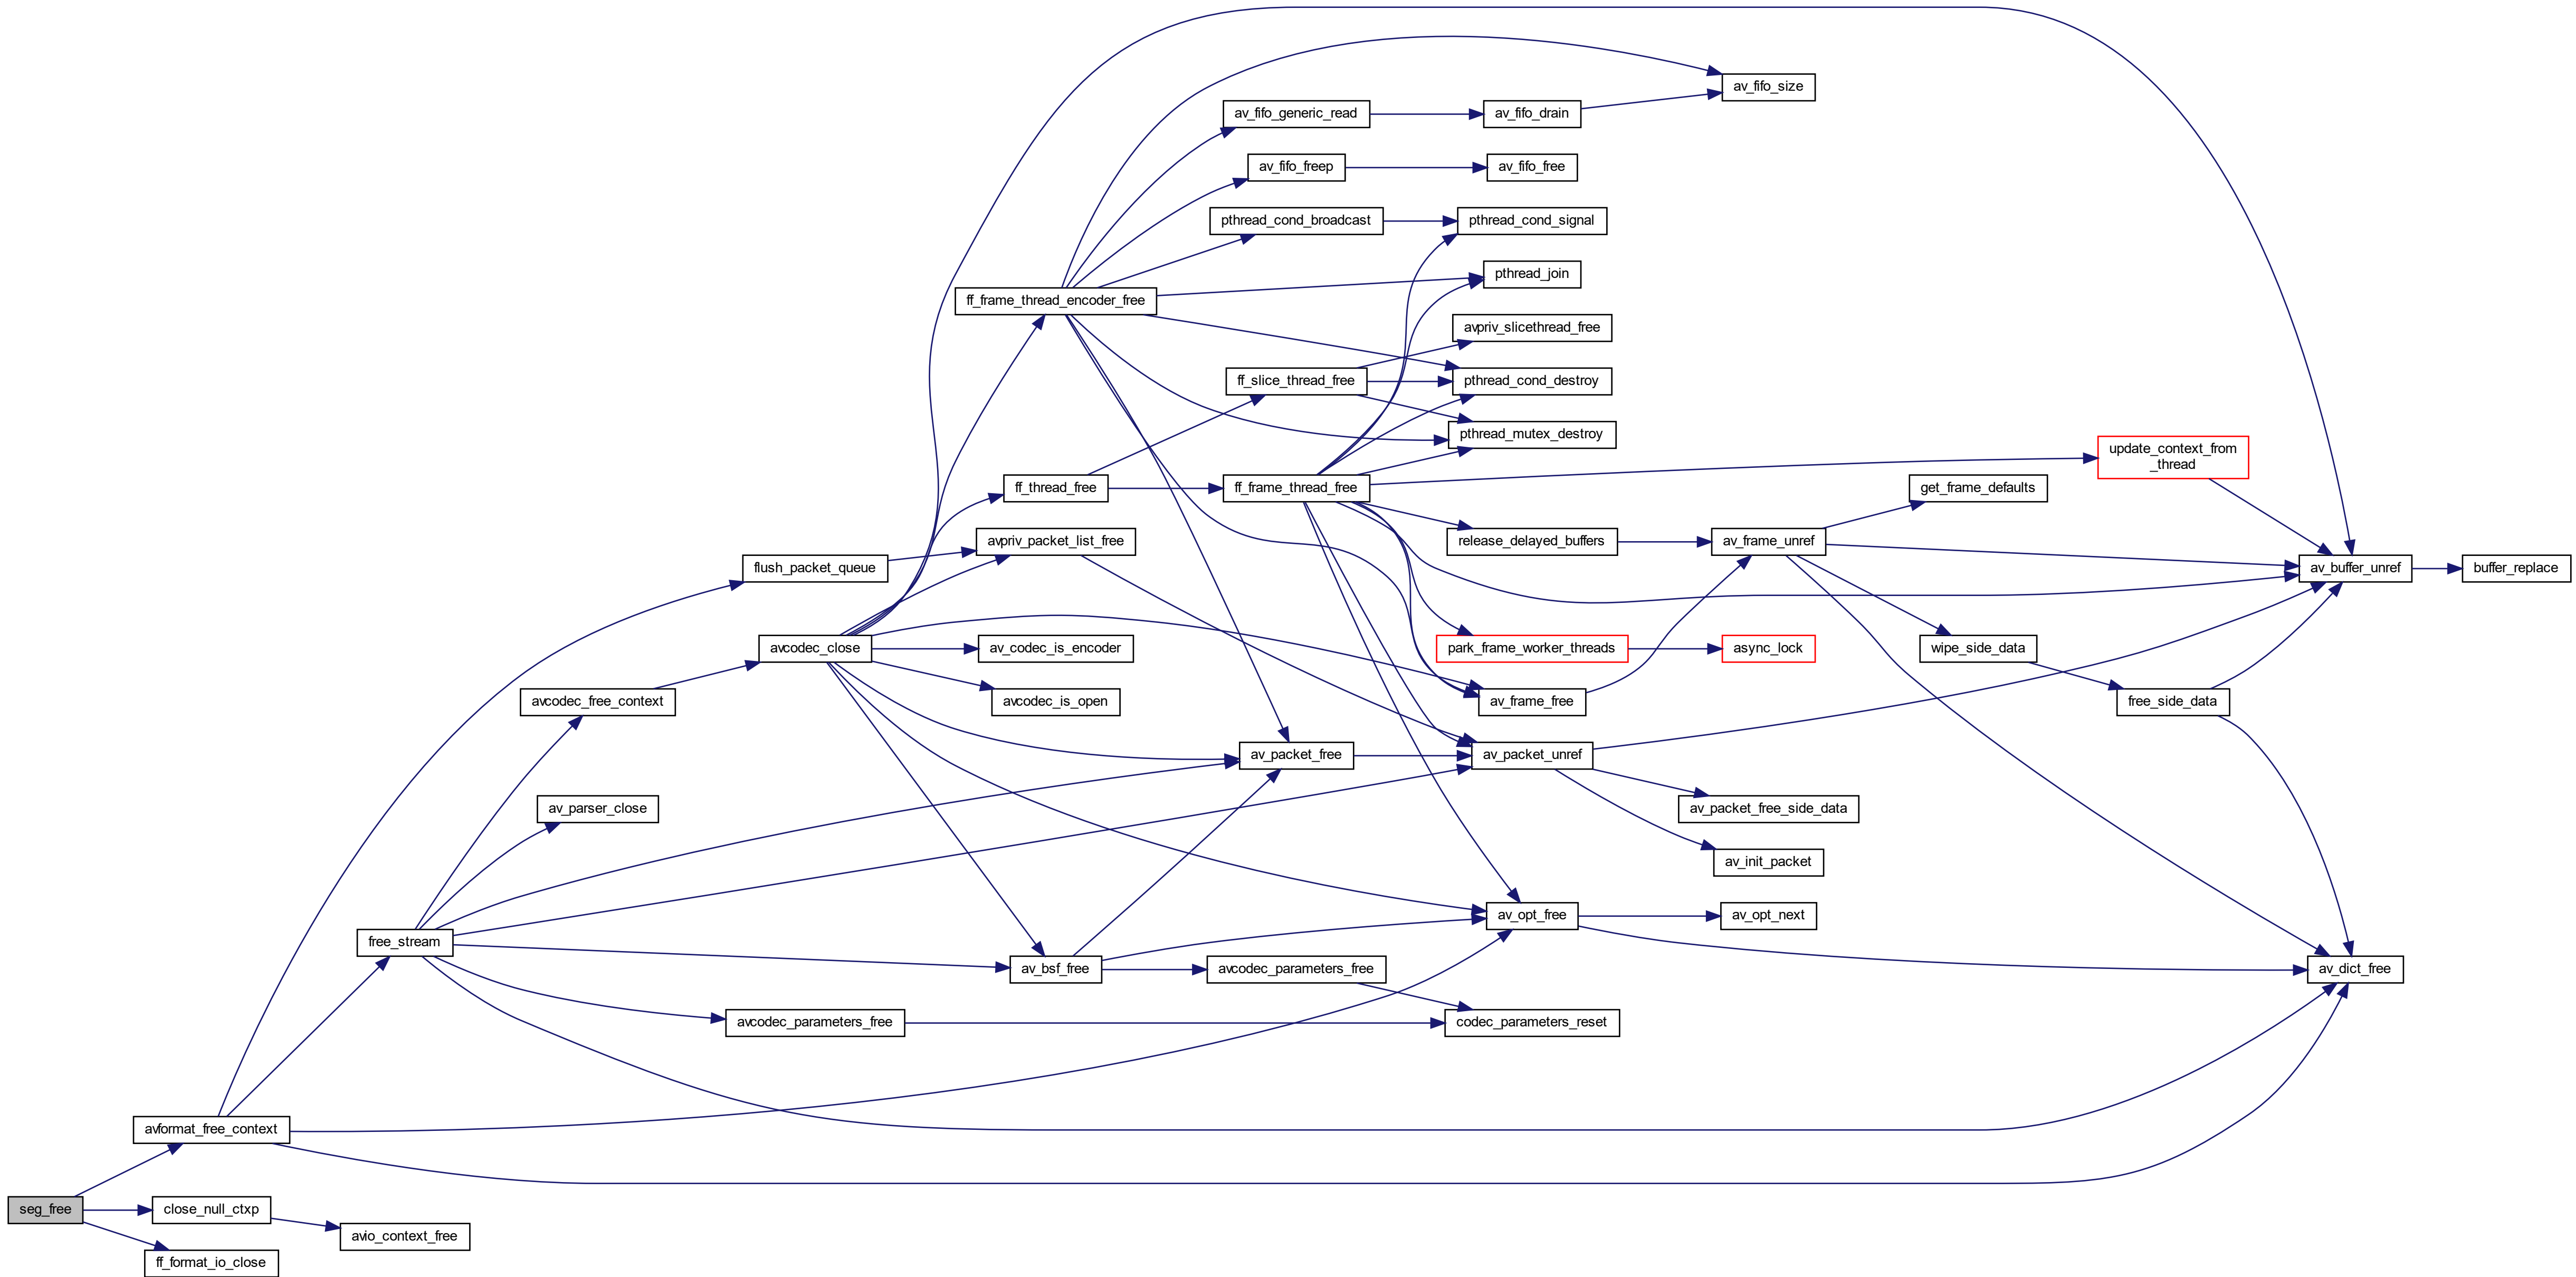 av_fifo_size
av_fifo_generic_read
av_fifo_drain
av_fifo_freep
av_fifo_free
pthread_cond_broadcast
pthread_cond_signal
pthread_join
ff_frame_thread_encoder_free
avpriv_slicethread_free
ff_slice_thread_free
pthread_cond_destroy
pthread_mutex_destroy
update_context_from
_thread
ff_thread_free
ff_frame_thread_free
get_frame_defaults
avpriv_packet_list_free
release_delayed_buffers
av_frame_unref
flush_packet_queue
av_buffer_unref
buffer_replace
avcodec_close
av_codec_is_encoder
park_frame_worker_threads
async_lock
wipe_side_data
avcodec_free_context
avcodec_is_open
av_frame_free
free_side_data
av_packet_free
av_packet_unref
av_parser_close
av_packet_free_side_data
av_init_packet
av_opt_free
av_opt_next
free_stream
av_bsf_free
avcodec_parameters_free
av_dict_free
avcodec_parameters_free
codec_parameters_reset
avformat_free_context
seg_free
close_null_ctxp
avio_context_free
ff_format_io_close